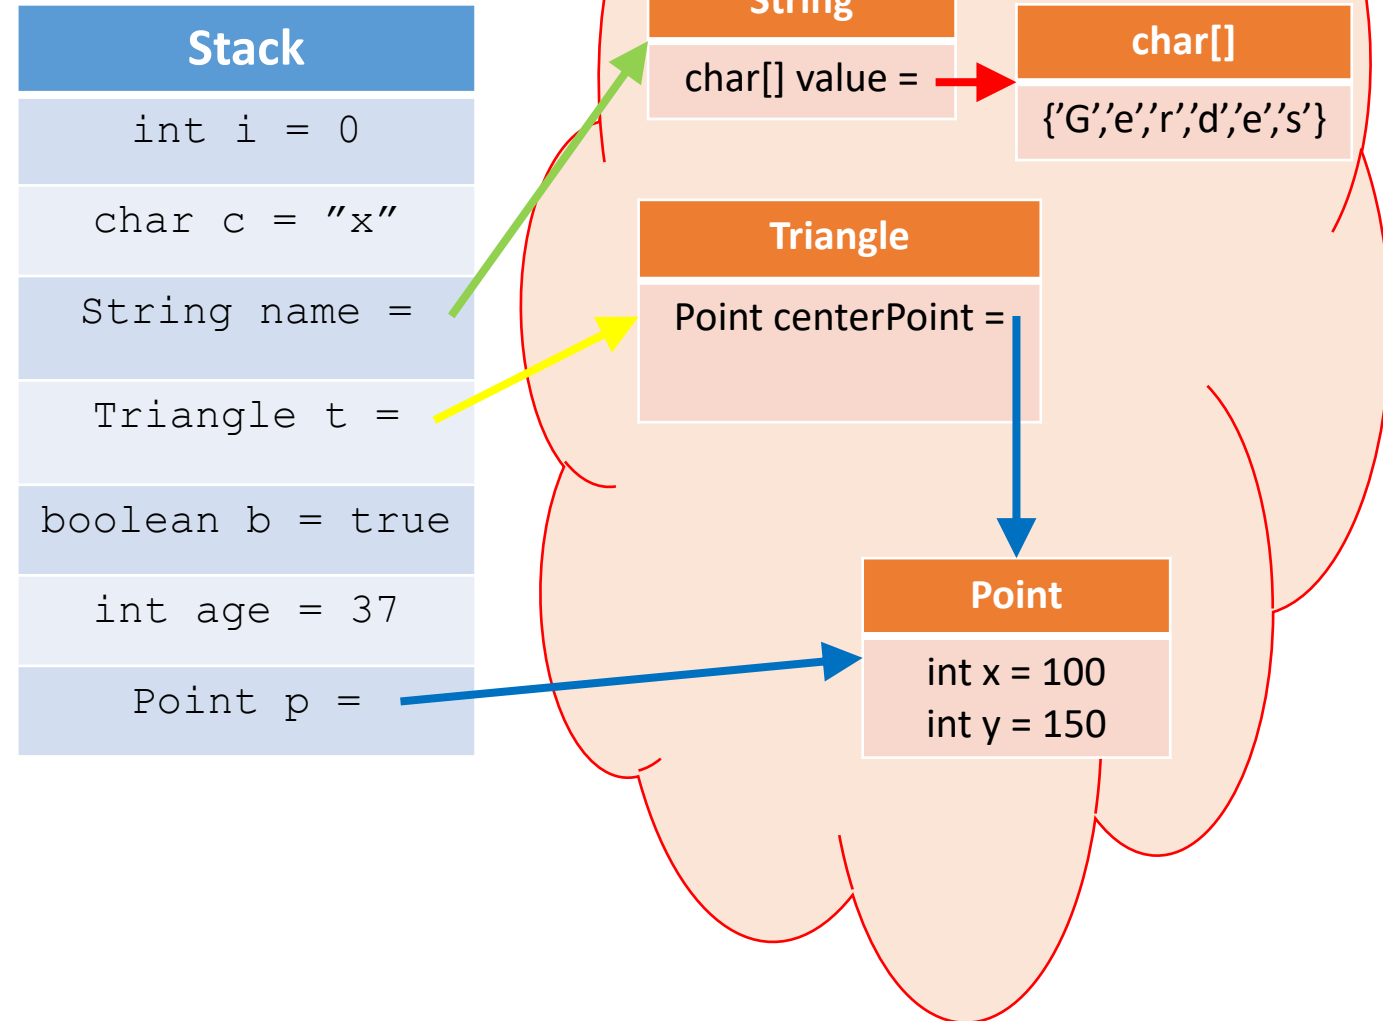 Stack
int i = 0
char c = ”x”
String name =
Triangle t =
boolean b = true
int age = 37
Point p =
String
char[] value =
char[]
{’G’,’e’,’r’,’d’,’e’,’s’}
Triangle
Point centerPoint =
Point
int x = 100
int y = 150